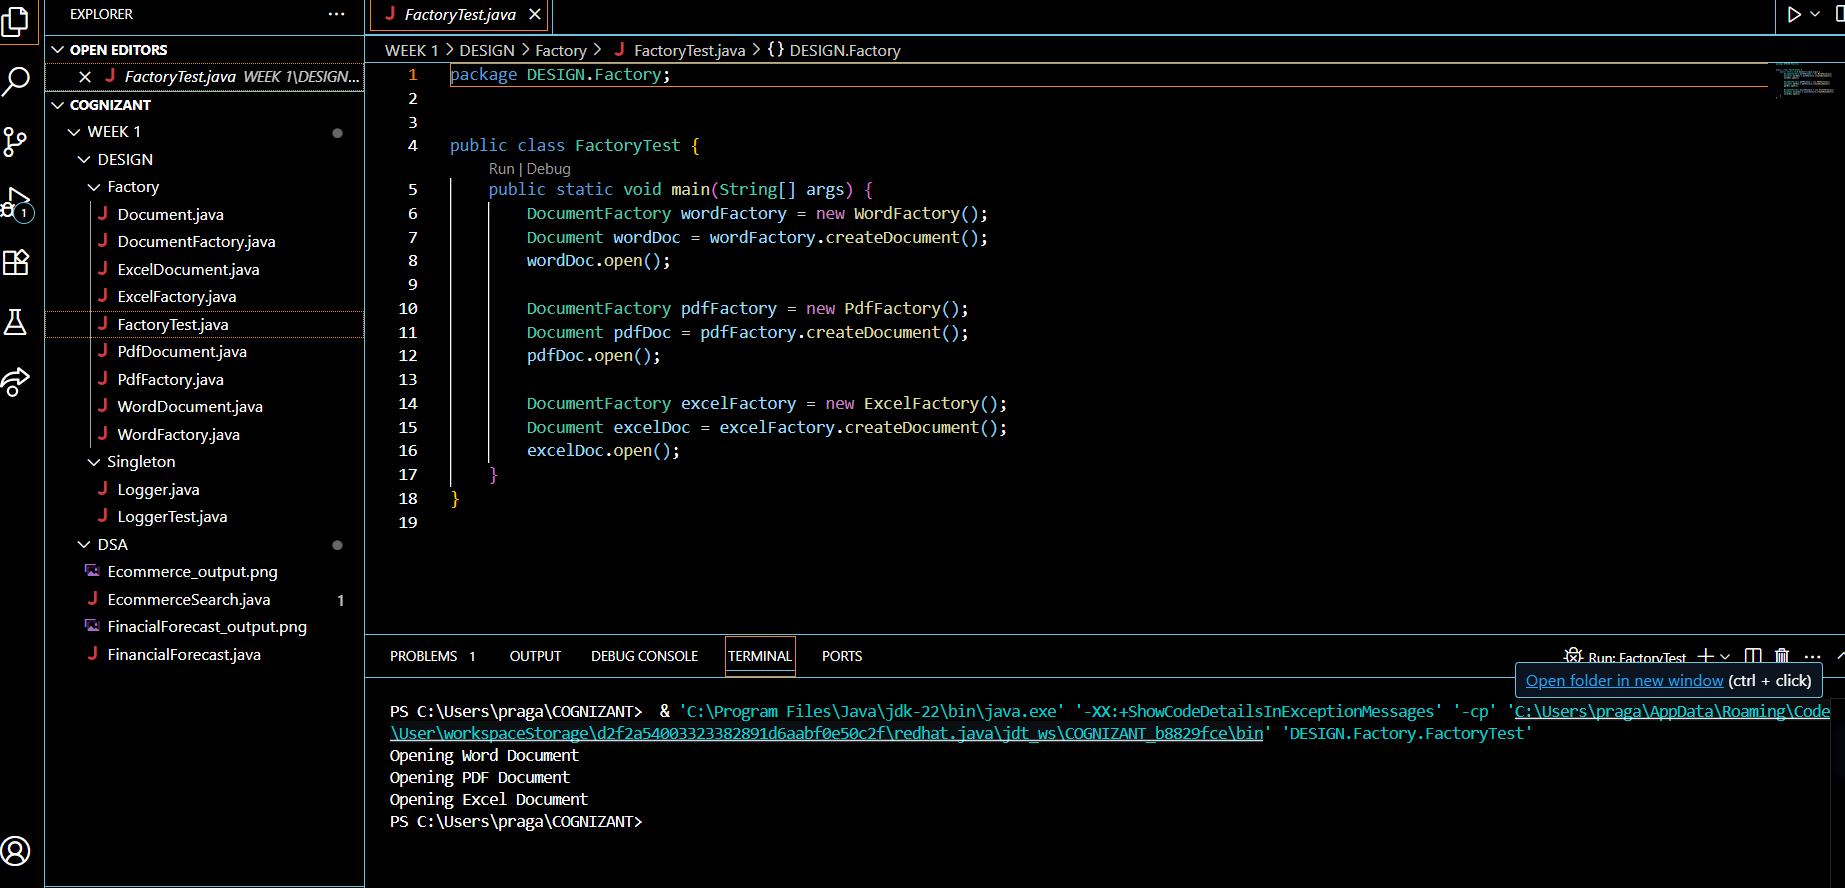 EXPLORER
OPEN EDITORS
FactoryTest.java WEEK 1\DESIGN...
COGNIZANT
WEEK 1
DESIGN
Factory
Document.java
DocumentFactory.java
ExcelDocument.java
ExcelFactory.java
FactoryTest.java
PdfDocument.java
PdfFactory.java
WordDocument.java
WordFactory.java
Singleton
Logger.java
LoggerTest.java
DSA
Ecommerce_output.png
EcommerceSearch.java 1
FinacialForecast_output.png
FinancialForecast.java
1
FactoryTest.java
WEEK 1 > DESIGN > Factory > FactoryTest.java > {} DESIGN.Factory
1 package DESIGN.Factory;
2
3
4 public class FactoryTest {
Run | Debug
5 public static void main(String[] args) {
6 DocumentFactory wordFactory = new WordFactory();
7 Document wordDoc = wordFactory.createDocument();
8 wordDoc.open();
9
10 DocumentFactory pdfFactory = new PdfFactory();
11 Document pdfDoc = pdfFactory.createDocument();
12 pdfDoc.open();
13
14 DocumentFactory excelFactory = new ExcelFactory();
15 Document excelDoc = excelFactory.createDocument();
16 excelDoc.open();
17 }
18 }
19
PROBLEMS 1 OUTPUT DEBUG CONSOLE TERMINAL PORTS
Run: FactoryTest
Open folder in new window (ctrl + click)
PS C:\Users\praga\COGNIZANT> & 'C:\Program Files\Java\jdk-22\bin\java.exe' '-XX:+ShowCodeDetailsInExceptionMessages' '-cp' 'C:\Users\praga\AppData\Roaming\Code
\User\workspaceStorage\d2f2a54003323382891d6aabf0e50c2f\redhat.java\jdt_ws\COGNIZANT_b8829fce\bin' 'DESIGN.Factory.FactoryTest'
Opening Word Document
Opening PDF Document
Opening Excel Document
PS C:\Users\praga\COGNIZANT>